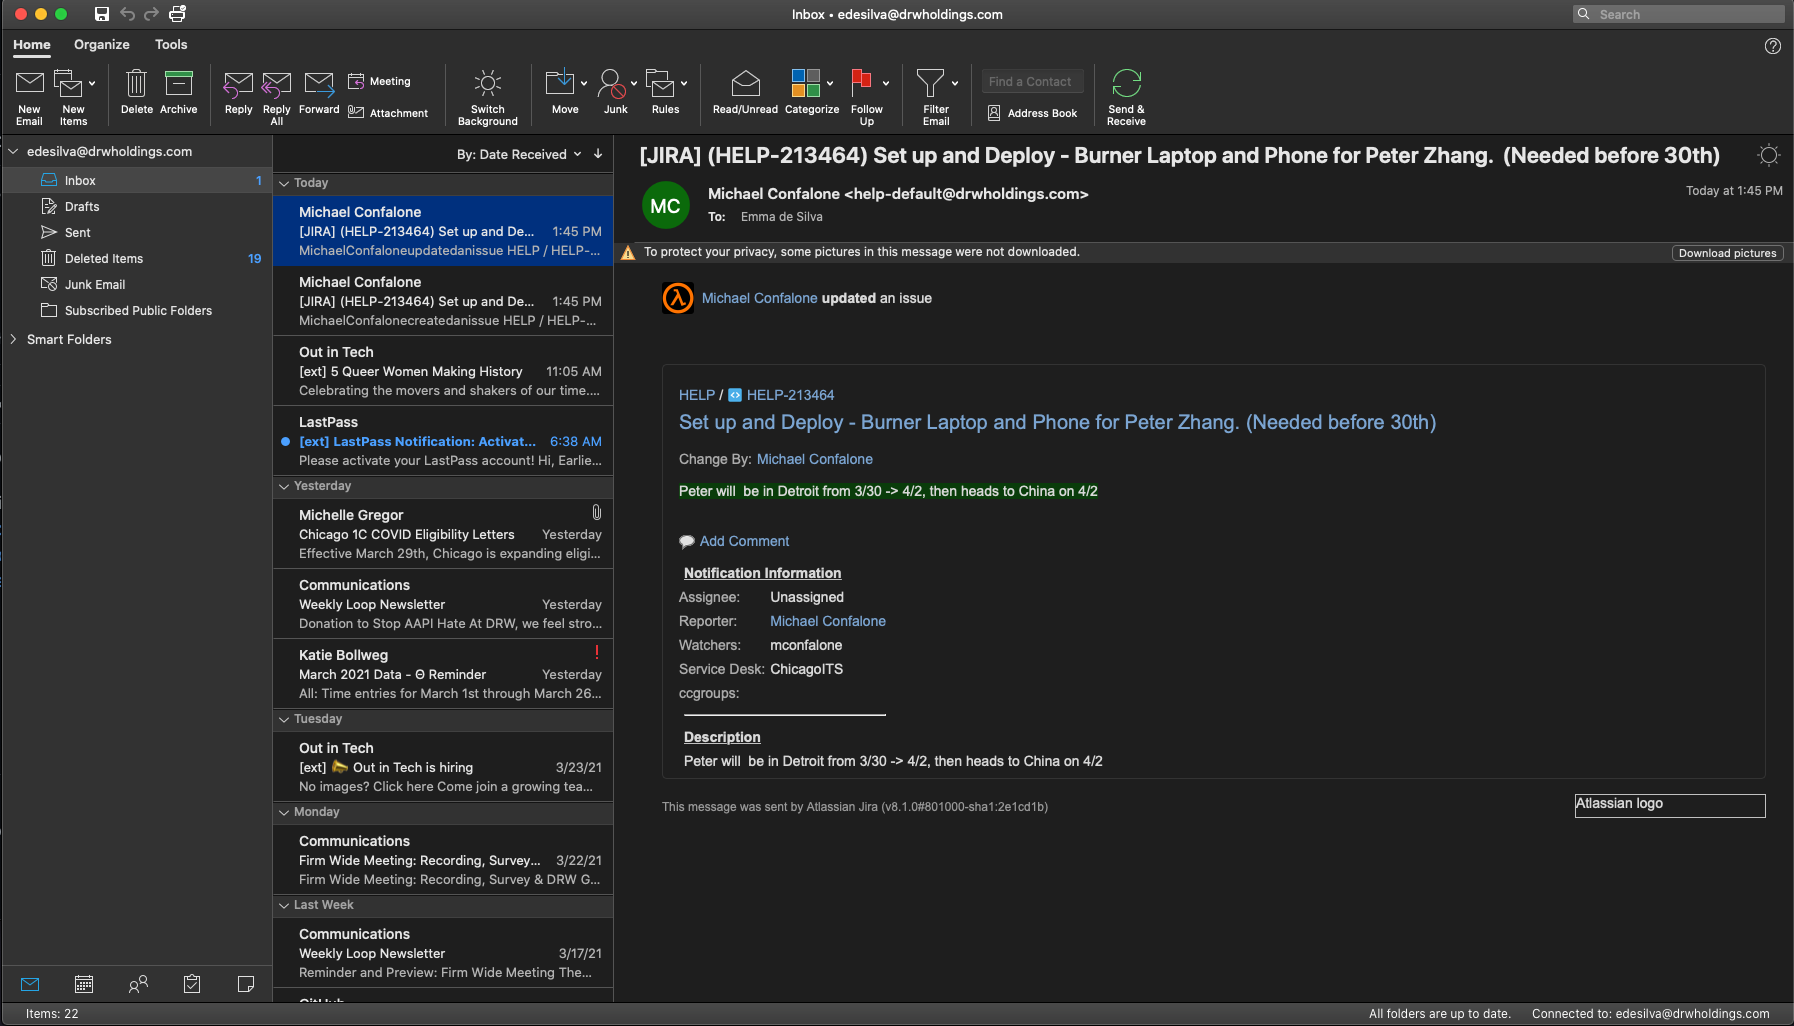 Inbox • edesilva@drwholdings.com
Search
Home
Organize
Tools
New Email
New Items
Delete
Archive
Reply
Reply All
Forward
Meeting
Attachment
Switch Background
Move
Junk
Rules
Read/Unread
Categorize
Follow Up
Filter Email
Find a Contact
Address Book
Send & Receive
edesilva@drwholdings.com
Inbox 1
Drafts
Sent
Deleted Items 19
Junk Email
Subscribed Public Folders
Smart Folders
By: Date Received
Today
Michael Confalone
[JIRA] (HELP-213464) Set up and De... 1:45 PM
MichaelConfaloneupdatedanissue HELP / HELP-...
Michael Confalone
[JIRA] (HELP-213464) Set up and De... 1:45 PM
MichaelConfalonecreatedanissue HELP / HELP-...
Out in Tech
[ext] 5 Queer Women Making History 11:05 AM
Celebrating the movers and shakers of our time....
LastPass
[ext] LastPass Notification: Activat... 6:38 AM
Please activate your LastPass account! Hi, Earlie...
Yesterday
Michelle Gregor
Chicago 1C COVID Eligibility Letters Yesterday
Effective March 29th, Chicago is expanding eligi...
Communications
Weekly Loop Newsletter Yesterday
Donation to Stop AAPI Hate At DRW, we feel stro...
Katie Bollweg !
March 2021 Data - Θ Reminder Yesterday
All: Time entries for March 1st through March 26...
Tuesday
Out in Tech
[ext] 📣 Out in Tech is hiring 3/23/21
No images? Click here Come join a growing tea...
Monday
Communications
Firm Wide Meeting: Recording, Survey... 3/22/21
Firm Wide Meeting: Recording, Survey & DRW G...
Last Week
Communications
Weekly Loop Newsletter 3/17/21
Reminder and Preview: Firm Wide Meeting The...
GitHub
[JIRA] (HELP-213464) Set up and Deploy - Burner Laptop and Phone for Peter Zhang. (Needed before 30th)
MC
Michael Confalone <help-default@drwholdings.com>
Today at 1:45 PM
To: Emma de Silva
To protect your privacy, some pictures in this message were not downloaded.
Download pictures
Michael Confalone updated an issue
HELP / HELP-213464
Set up and Deploy - Burner Laptop and Phone for Peter Zhang. (Needed before 30th)
Change By: Michael Confalone
Peter will be in Detroit from 3/30 -> 4/2, then heads to China on 4/2
Add Comment
Notification Information
Assignee: Unassigned
Reporter: Michael Confalone
Watchers: mconfalone
Service Desk: ChicagoITS
ccgroups:
Description
Peter will be in Detroit from 3/30 -> 4/2, then heads to China on 4/2
This message was sent by Atlassian Jira (v8.1.0#801000-sha1:2e1cd1b)
Atlassian logo
Items: 22
All folders are up to date.
Connected to: edesilva@drwholdings.com